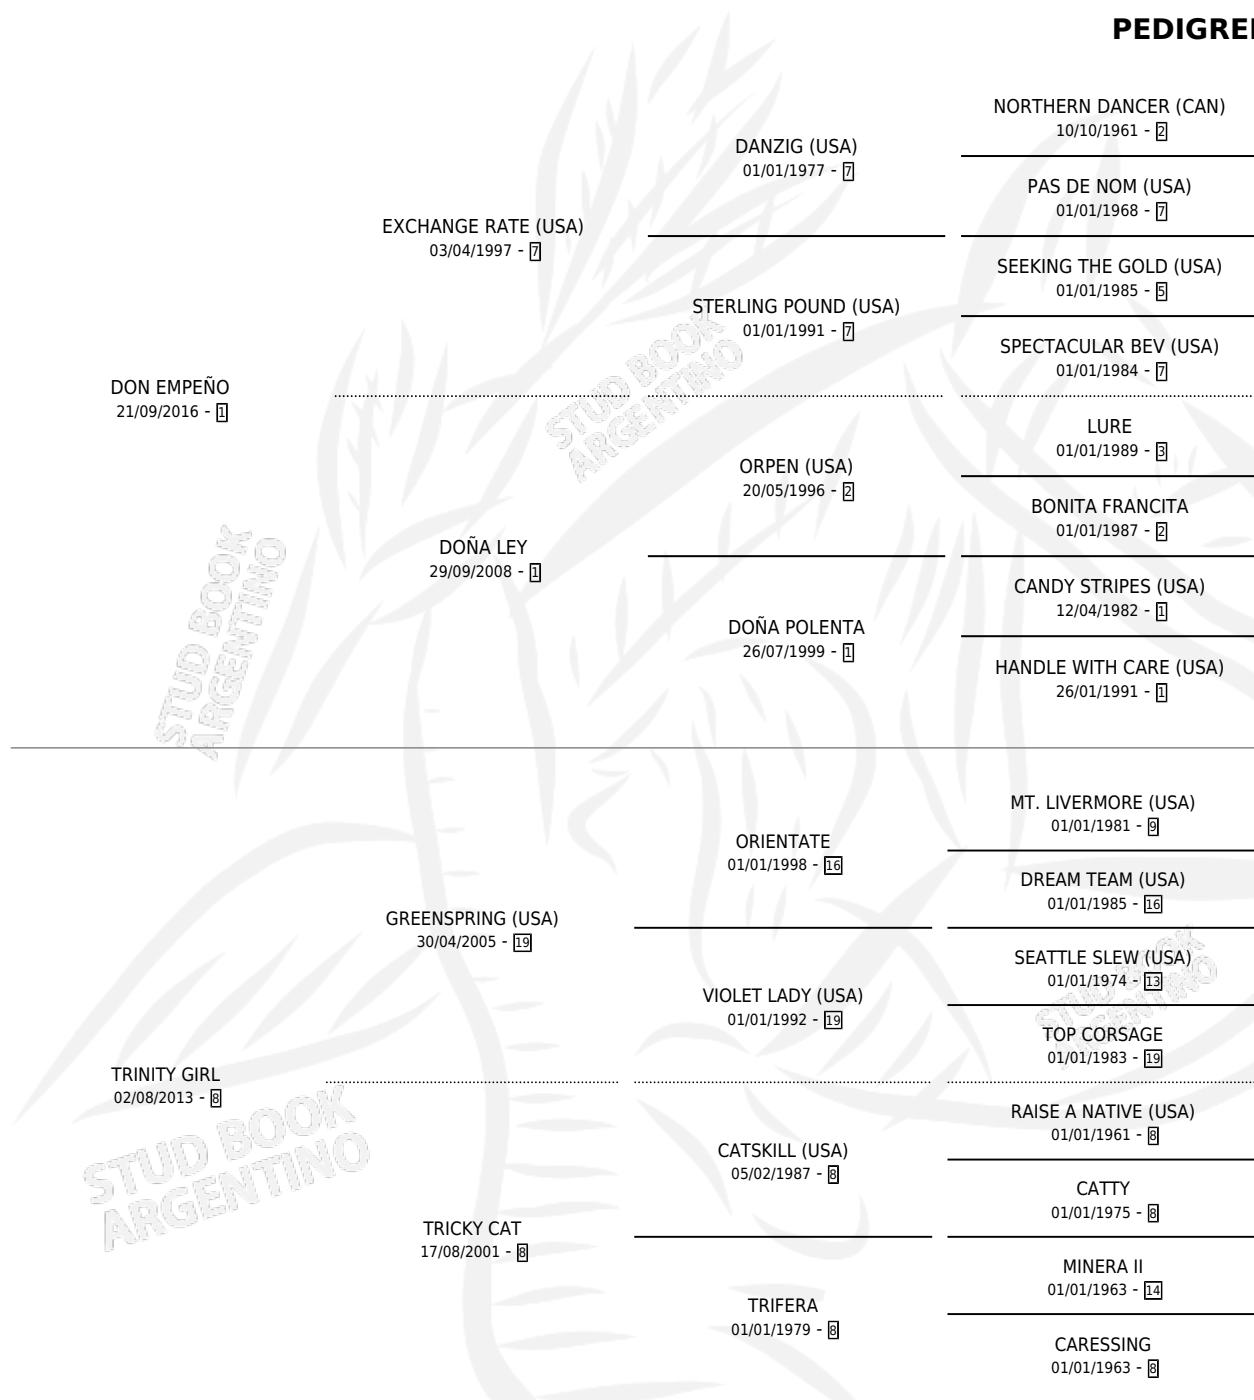 PEDIGREE
NORTHERN DANCER (CAN)
10/10/1961 - 2
DANZIG (USA)
01/01/1977 - 7
PAS DE NOM (USA)
01/01/1968 - 7
EXCHANGE RATE (USA)
03/04/1997 - 7
SEEKING THE GOLD (USA)
01/01/1985 - 5
STERLING POUND (USA)
01/01/1991 - 7
SPECTACULAR BEV (USA)
01/01/1984 - 7
DON EMPEÑO
21/09/2016 - 1
STUD BOOK
ARGENTINO
LURE
01/01/1989 - 3
ORPEN (USA)
20/05/1996 - 2
BONITA FRANCITA
01/01/1987 - 2
DOÑA LEY
29/09/2008 - 1
CANDY STRIPES (USA)
12/04/1982 - 1
DOÑA POLENTA
26/07/1999 - 1
HANDLE WITH CARE (USA)
26/01/1991 - 1
STUD BOOK
ARGENTINO
MT. LIVERMORE (USA)
01/01/1981 - 9
ORIENTATE
01/01/1998 - 16
DREAM TEAM (USA)
01/01/1985 - 16
GREENSPRING (USA)
30/04/2005 - 19
SEATTLE SLEW (USA)
01/01/1974 - 13
VIOLET LADY (USA)
01/01/1992 - 19
STUD BOOK
ARGENTINO
TOP CORSAGE
01/01/1983 - 19
TRINITY GIRL
02/08/2013 - 8
STUD BOOK
ARGENTINO
RAISE A NATIVE (USA)
01/01/1961 - 8
CATSKILL (USA)
05/02/1987 - 8
CATTY
01/01/1975 - 8
TRICKY CAT
17/08/2001 - 8
MINERA II
01/01/1963 - 14
TRIFERA
01/01/1979 - 8
CARESSING
01/01/1963 - 8